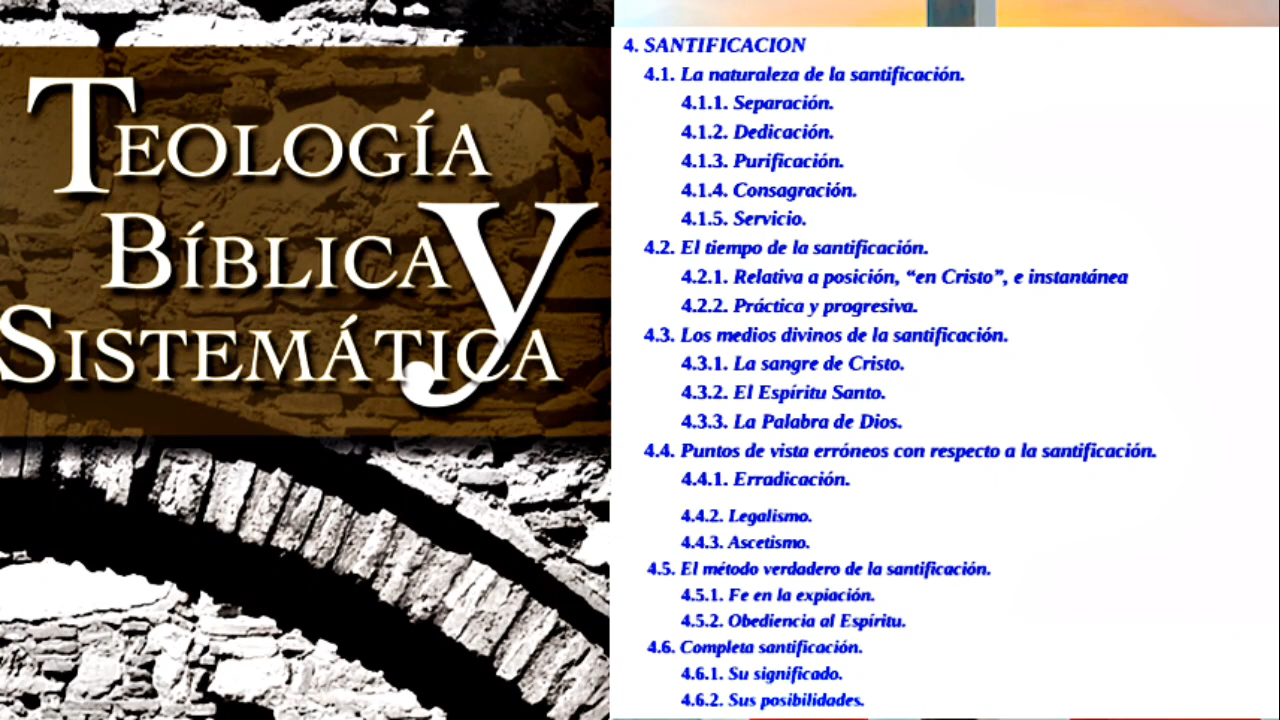 TEOLOGÍA
BÍBLICA Y
SISTEMÁTICA
4. SANTIFICACION
4.1. La naturaleza de la santificación.
4.1.1. Separación.
4.1.2. Dedicación.
4.1.3. Purificación.
4.1.4. Consagración.
4.1.5. Servicio.
4.2. El tiempo de la santificación.
4.2.1. Relativa a posición, “en Cristo”, e instantánea
4.2.2. Práctica y progresiva.
4.3. Los medios divinos de la santificación.
4.3.1. La sangre de Cristo.
4.3.2. El Espíritu Santo.
4.3.3. La Palabra de Dios.
4.4. Puntos de vista erróneos con respecto a la santificación.
4.4.1. Erradicación.
4.4.2. Legalismo.
4.4.3. Ascetismo.
4.5. El método verdadero de la santificación.
4.5.1. Fe en la expiación.
4.5.2. Obediencia al Espíritu.
4.6. Completa santificación.
4.6.1. Su significado.
4.6.2. Sus posibilidades.